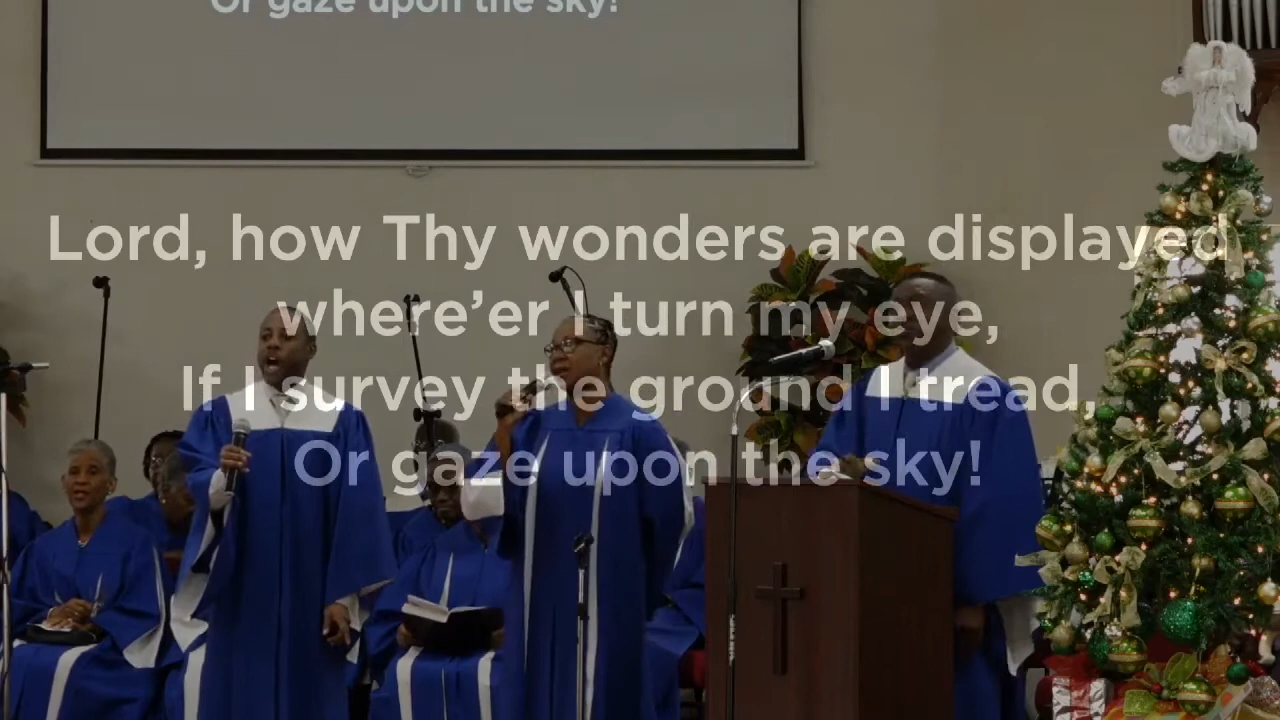 Or gaze upon the sky!
Lord, how Thy wonders are displayed
where’er I turn my eye,
If I survey the ground I tread,
Or gaze upon the sky!